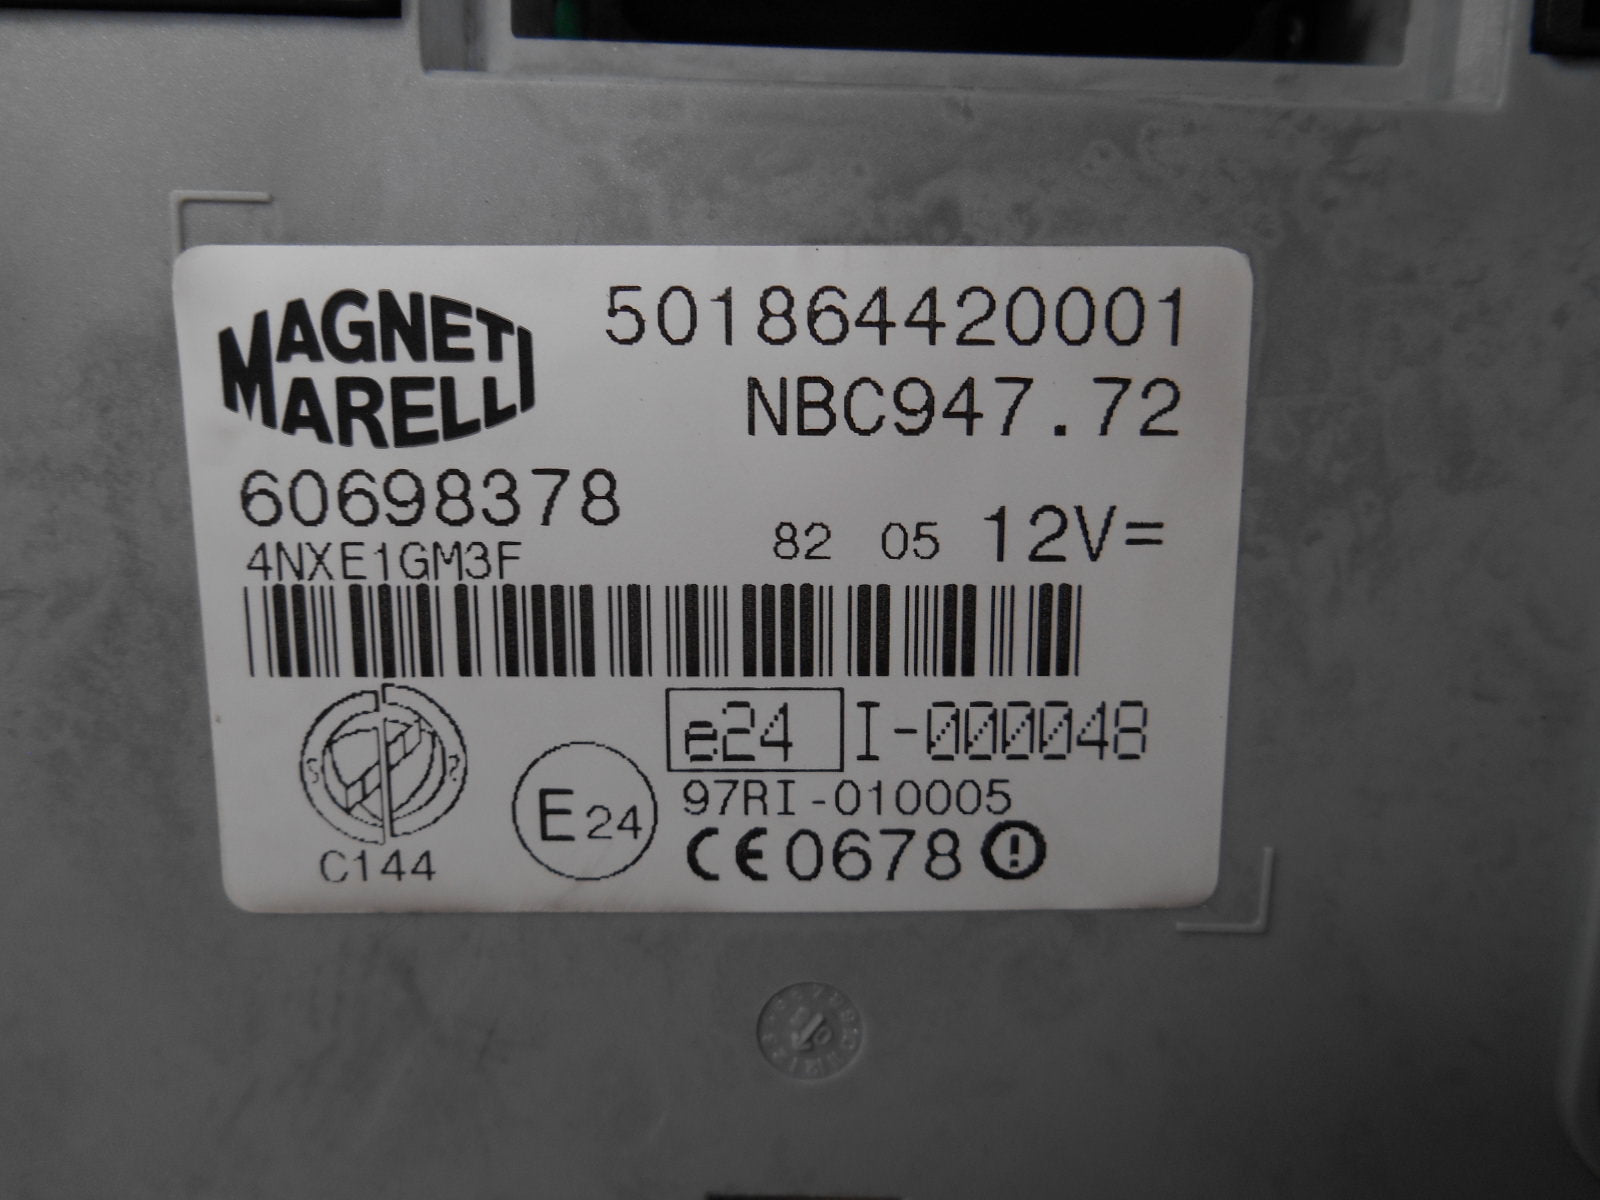 MAGNETI
MARELLI
501864420001
NBC947.72
60698378
82 05 12V=
4NXE1GM3F
e24 I-000048
97RI-010005
E24
CE0678
C144